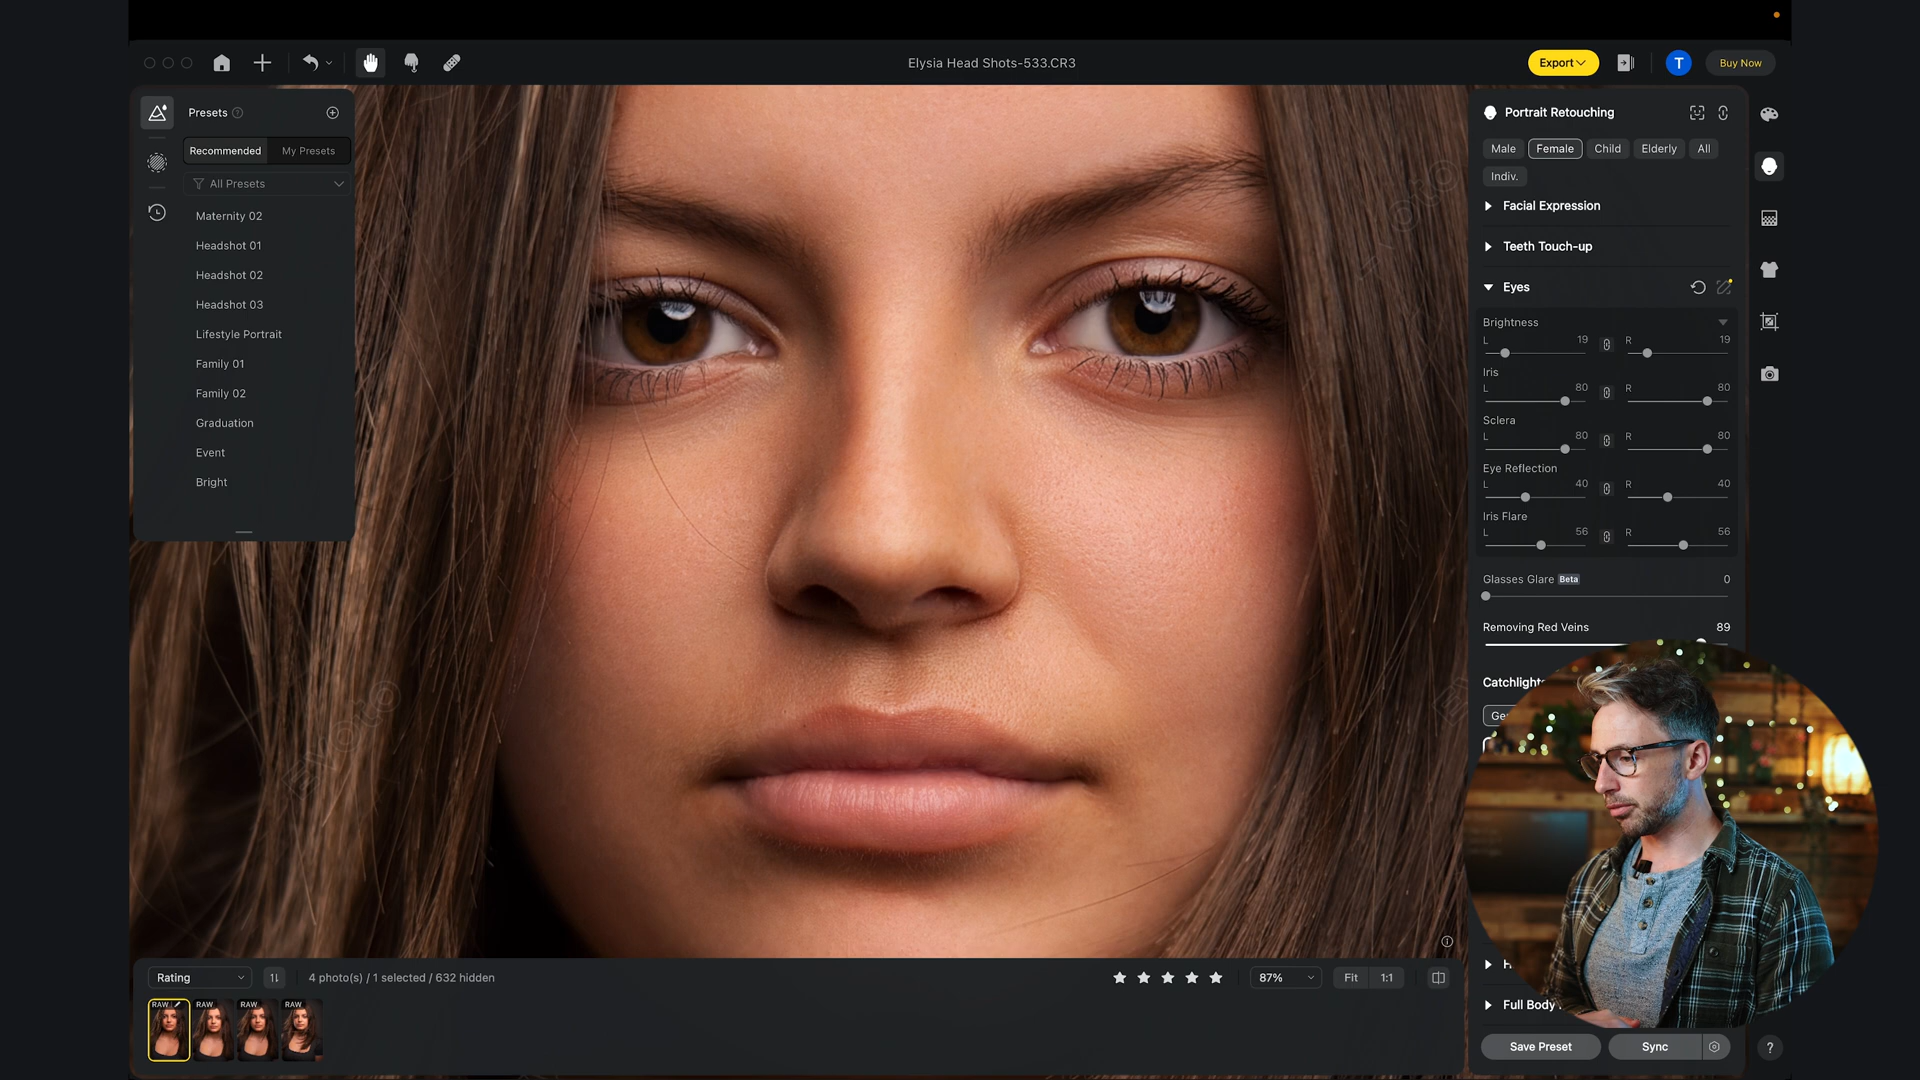 Elysia Head Shots-533.CR3
Export
T
Buy Now
Presets
Recommended
My Presets
All Presets
Maternity 02
Headshot 01
Headshot 02
Headshot 03
Lifestyle Portrait
Family 01
Family 02
Graduation
Event
Bright
Portrait Retouching
Male
Female
Child
Elderly
All
Indiv.
Facial Expression
Teeth Touch-up
Eyes
Brightness
L 19 R 19
Iris
L 80 R 80
Sclera
L 80 R 80
Eye Reflection
L 40 R 40
Iris Flare
L 56 R 56
Glasses Glare Beta 0
Removing Red Veins 89
Catchlights
Full Body
Save Preset
Sync
?
Evoto
Evoto
Rating
4 photo(s) / 1 selected / 632 hidden
87%
Fit
1:1
RAW
RAW
RAW
RAW